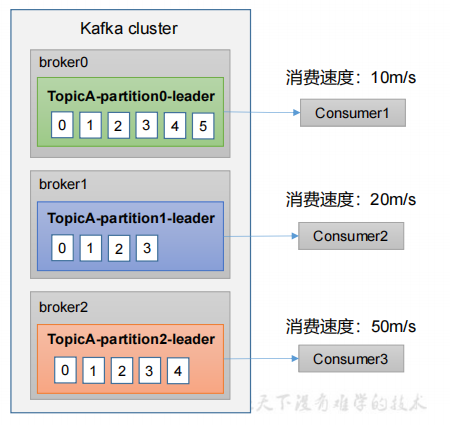 Kafka cluster
broker0
TopicA-partition0-leader
0 1 2 3 4 5
消费速度：10m/s
Consumer1
broker1
TopicA-partition1-leader
0 1 2 3
消费速度：20m/s
Consumer2
broker2
TopicA-partition2-leader
0 1 2 3 4
消费速度：50m/s
Consumer3
天下没有难学的技术